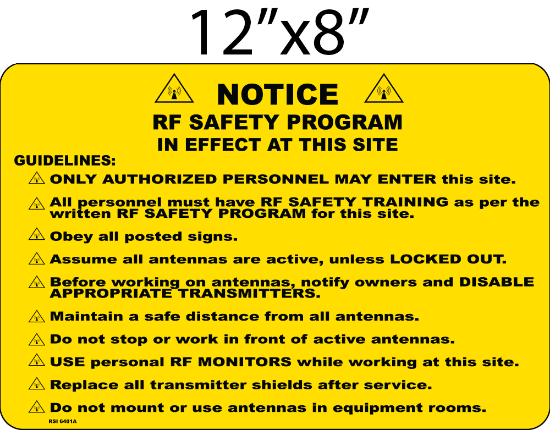 12”x8”
NOTICE
RF SAFETY PROGRAM
IN EFFECT AT THIS SITE
GUIDELINES:
ONLY AUTHORIZED PERSONNEL MAY ENTER this site.
All personnel must have RF SAFETY TRAINING as per the
written RF SAFETY PROGRAM for this site.
Obey all posted signs.
Assume all antennas are active, unless LOCKED OUT.
Before working on antennas, notify owners and DISABLE
APPROPRIATE TRANSMITTERS.
Maintain a safe distance from all antennas.
Do not stop or work in front of active antennas.
USE personal RF MONITORS while working at this site.
Replace all transmitter shields after service.
Do not mount or use antennas in equipment rooms.
RSI 6401A